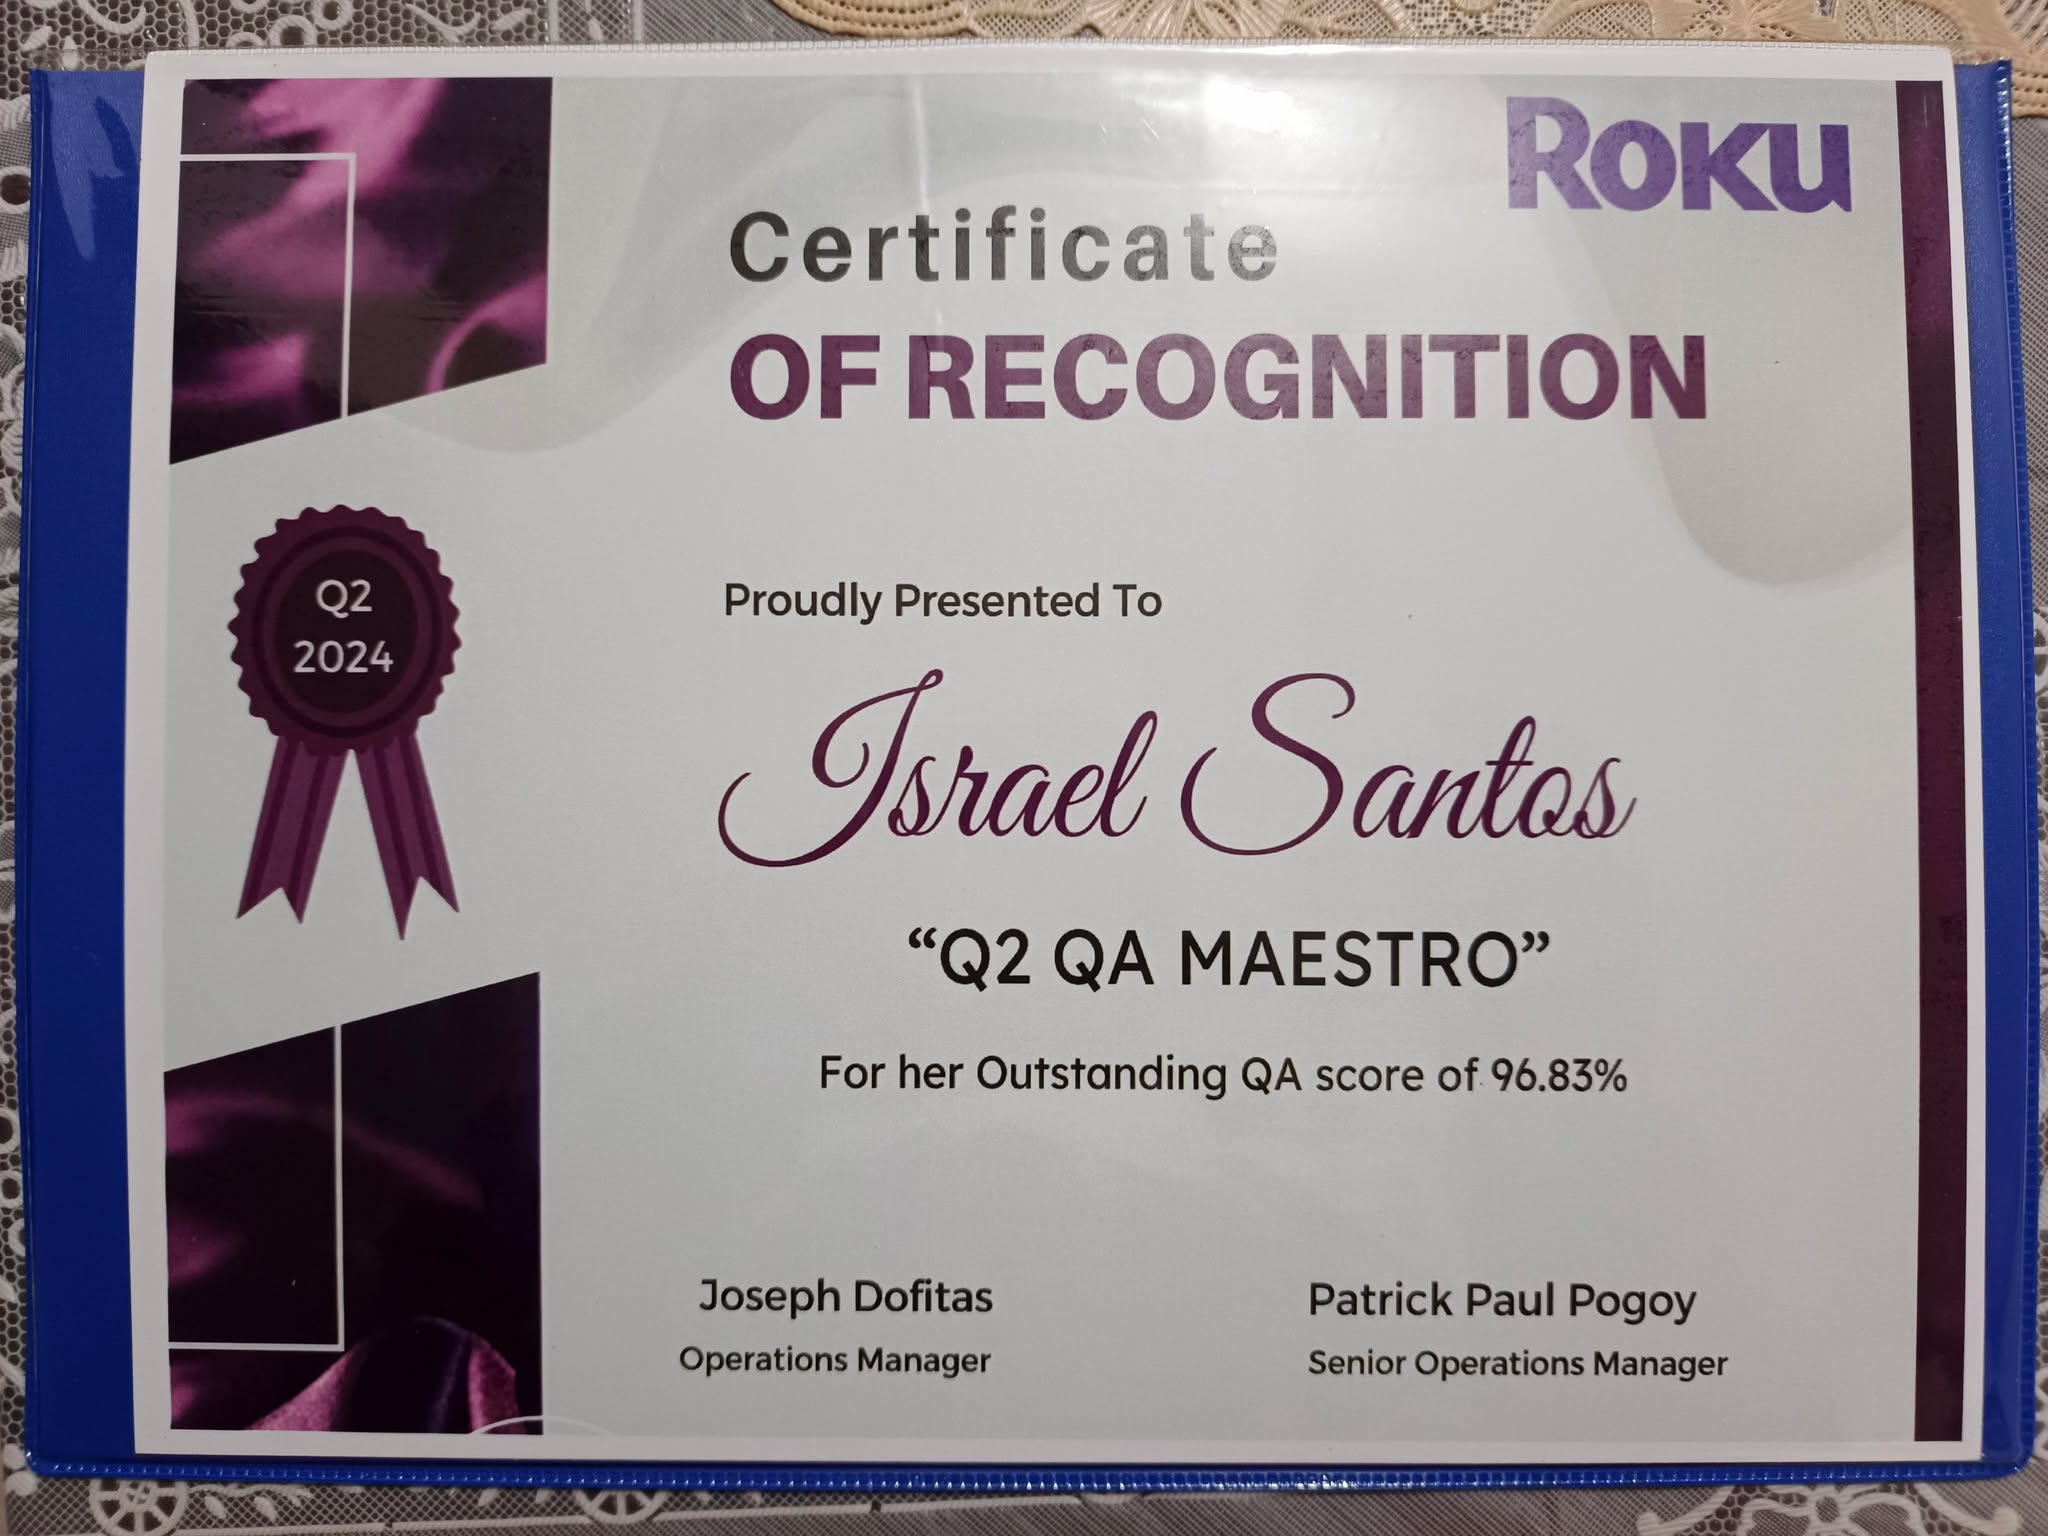 Roku
Certificate
OF RECOGNITION
Proudly Presented To
Q2
2024
Israel Santos
“Q2 QA MAESTRO”
For her Outstanding QA score of 96.83%
Joseph Dofitas
Operations Manager
Patrick Paul Pogoy
Senior Operations Manager